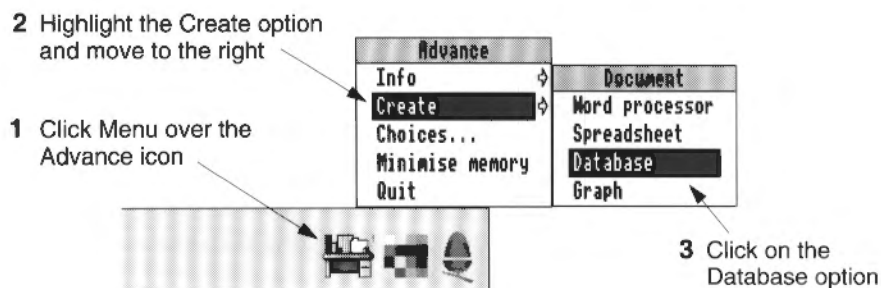 2 Highlight the Create option
and move to the right
Advance
Info
Create
Choices...
Minimise memory
Quit
Document
Word processor
Spreadsheet
Database
Graph
1 Click Menu over the
Advance icon
3 Click on the
Database option